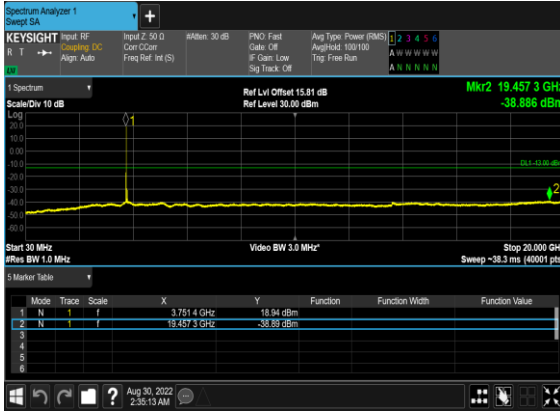 Spectrum Analyzer 1
Swept SA
+
KEYSIGHT Input: RF Input Z: 50 Ω #Atten: 30 dB PNO: Fast Avg Type: Power (RMS) 1 2 3 4 5 6
R T Coupling: DC Corr CCorr Gate: Off Avg|Hold: 100/100 A W W W W W
Align: Auto Freq Ref: Int (S) IF Gain: Low Trig: Free Run
Sig Track: Off A N N N N N
1 Spectrum Ref Lvl Offset 15.81 dB Mkr2 19.457 3 GHz
Scale/Div 10 dB Ref Level 30.00 dBm -38.886 dBm
Log
20.0
10.0
0.00
-10.0
-20.0
-30.0
-40.0
-50.0
-60.0
1
DL1 -13.00 dBm
2
Start 30 MHz Video BW 3.0 MHz* Stop 20.000 GH
#Res BW 1.0 MHz Sweep ~38.3 ms (40001 pts
5 Marker Table
Mode Trace Scale X Y Function Function Width Function Value
1 N 1 f 3.751 4 GHz 18.94 dBm
2 N 1 f 19.457 3 GHz -38.89 dBm
3
4
5
6
? Aug 30, 2022
2:35:13 AM